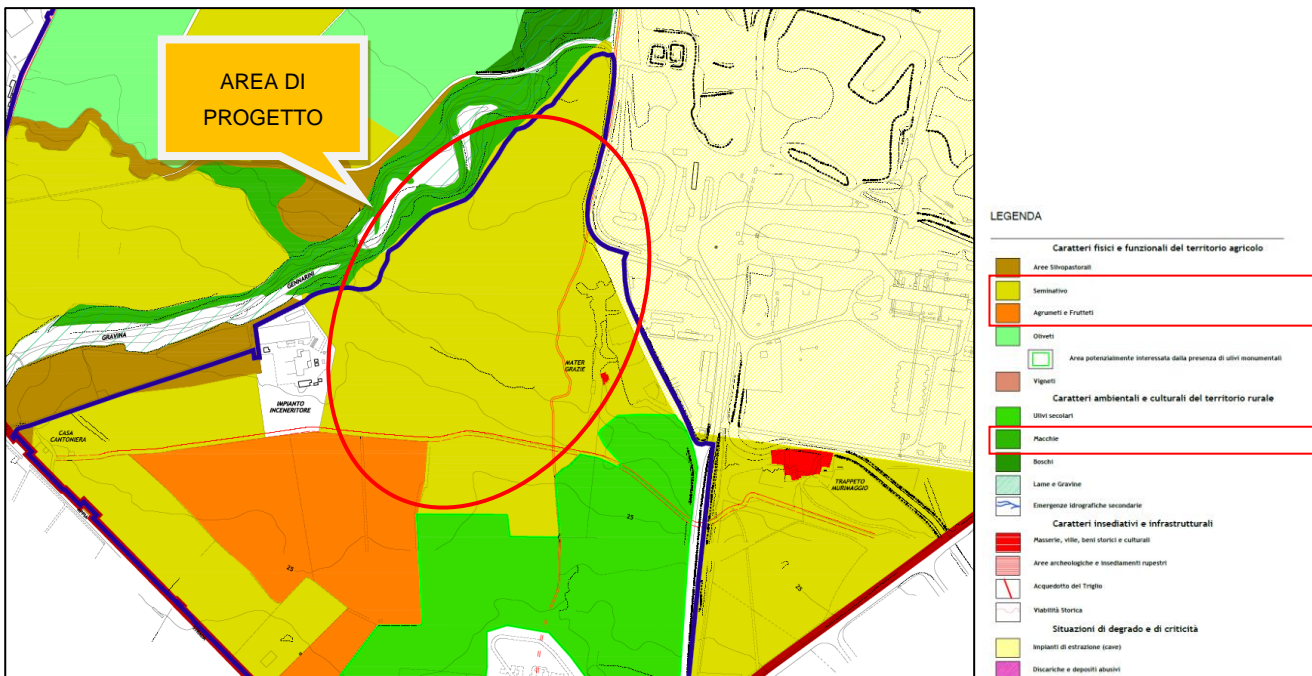 AREA DI
PROGETTO
GENNARINI
GRAVINA
MATER
GRAZIE
IMPIANTO
INCENERITORE
CASA
CANTONIERA
TRAPPETO
MURIMAGGIO
25
25
25
LEGENDA
Caratteri fisici e funzionali del territorio agricolo
Aree Silvopastorali
Seminativo
Agrumeti e Frutteti
Oliveti
Area potenzialmente interessata dalla presenza di ulivi monumentali
Vigneti
Caratteri ambientali e culturali del territorio rurale
Ulivi secolari
Macchie
Boschi
Lame e Gravine
Emergenze idrografiche secondarie
Caratteri insediativi e infrastrutturali
Masserie, ville, beni storici e culturali
Aree archeologiche e insediamenti rupestri
Acquedotto del Triglio
Viabilità Storica
Situazioni di degrado e di criticità
Impianti di estrazione (cave)
Discariche e depositi abusivi